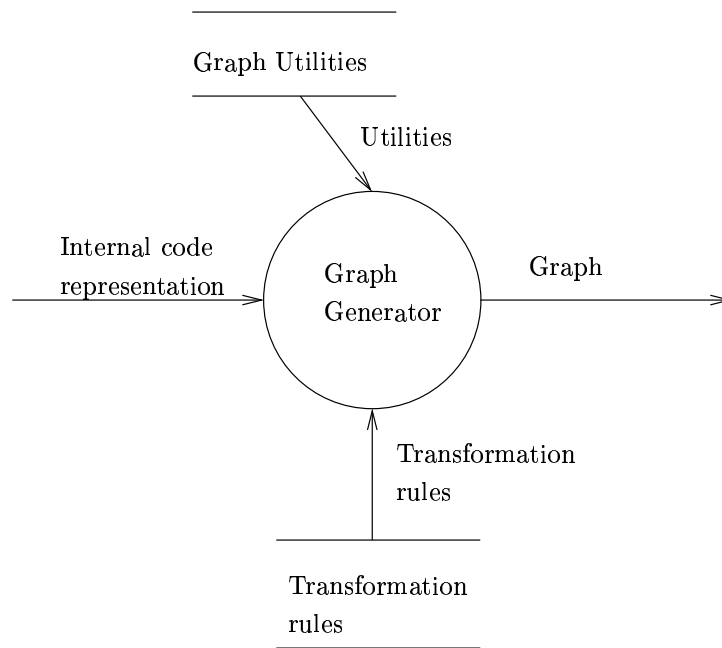 Graph Utilities
Utilities
Internal code
representation
Graph
Generator
Graph
Transformation
rules
Transformation
rules